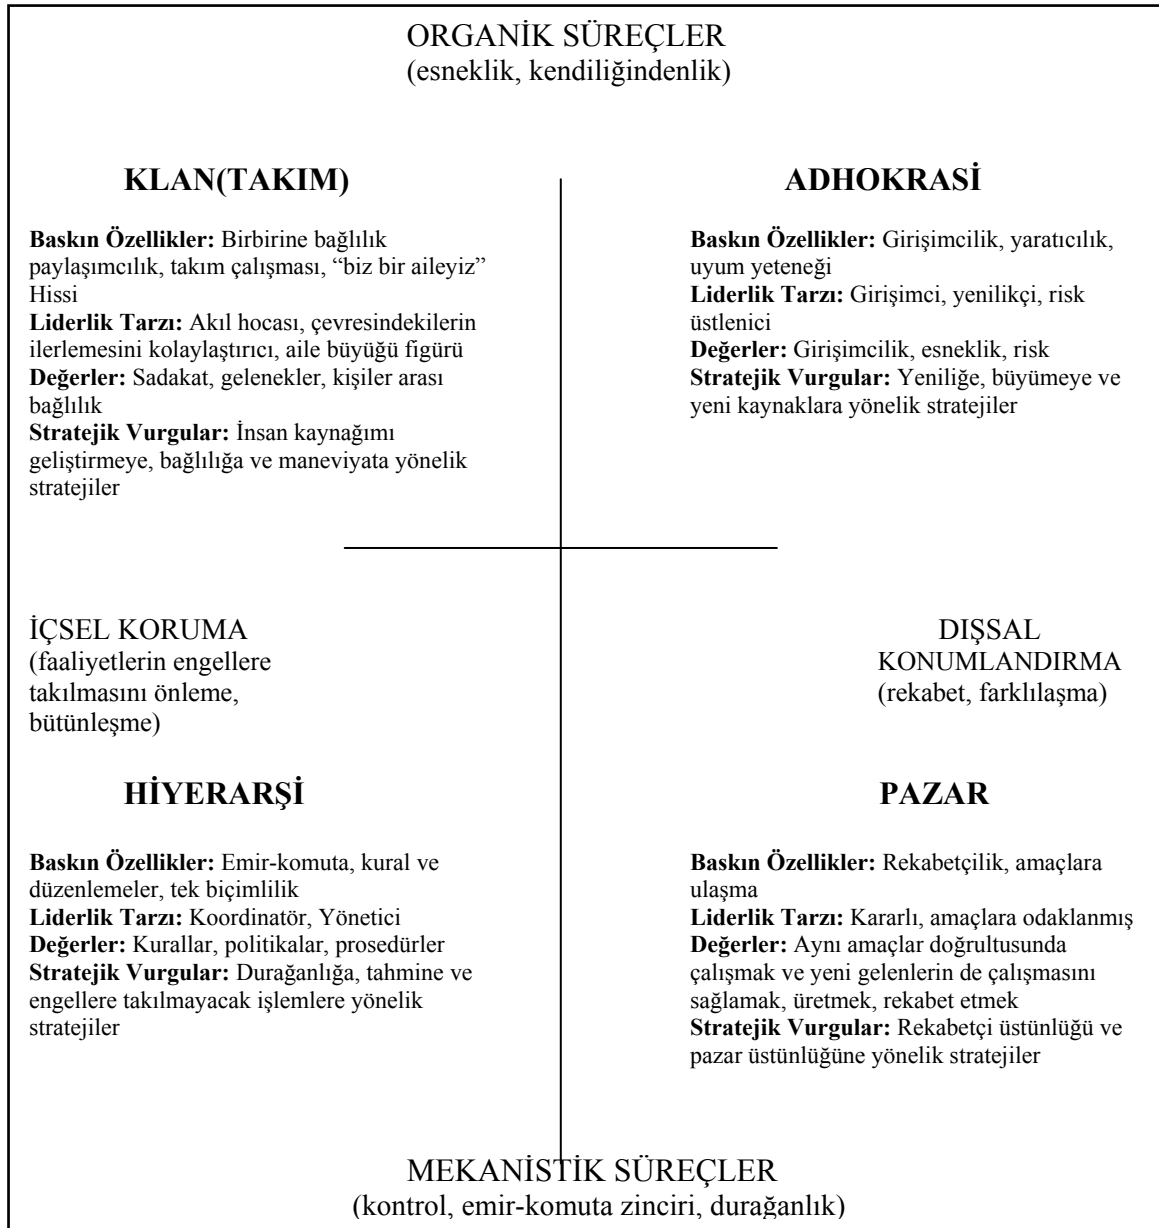 ORGANİK SÜREÇLER
(esneklik, kendiliğindenlik)
KLAN(TAKIM)
Baskın Özellikler: Birbirine bağlılık
paylaşımcılık, takım çalışması, “biz bir aileyiz”
Hissi
Liderlik Tarzı: Akıl hocası, çevresindekilerin
ilerlemesini kolaylaştırıcı, aile büyüğü figürü
Değerler: Sadakat, gelenekler, kişiler arası
bağlılık
Stratejik Vurgular: İnsan kaynağımı
geliştirmeye, bağlılığa ve maneviyata yönelik
stratejiler
ADHOKRASİ
Baskın Özellikler: Girişimcilik, yaratıcılık,
uyum yeteneği
Liderlik Tarzı: Girişimci, yenilikçi, risk
üstlenici
Değerler: Girişimcilik, esneklik, risk
Stratejik Vurgular: Yeniliğe, büyümeye ve
yeni kaynaklara yönelik stratejiler
İÇSEL KORUMA
(faaliyetlerin engellere
takılmasını önleme,
bütünleşme)
DIŞSAL
KONUMLANDIRMA
(rekabet, farklılaşma)
HİYERARŞİ
Baskın Özellikler: Emir-komuta, kural ve
düzenlemeler, tek biçimlilik
Liderlik Tarzı: Koordinatör, Yönetici
Değerler: Kurallar, politikalar, prosedürler
Stratejik Vurgular: Durağanlığa, tahmine ve
engellere takılmayacak işlemlere yönelik
stratejiler
PAZAR
Baskın Özellikler: Rekabetçilik, amaçlara
ulaşma
Liderlik Tarzı: Kararlı, amaçlara odaklanmış
Değerler: Aynı amaçlar doğrultusunda
çalışmak ve yeni gelenlerin de çalışmasını
sağlamak, üretmek, rekabet etmek
Stratejik Vurgular: Rekabetçi üstünlüğü ve
pazar üstünlüğüne yönelik stratejiler
MEKANİSTİK SÜREÇLER
(kontrol, emir-komuta zinciri, durağanlık)